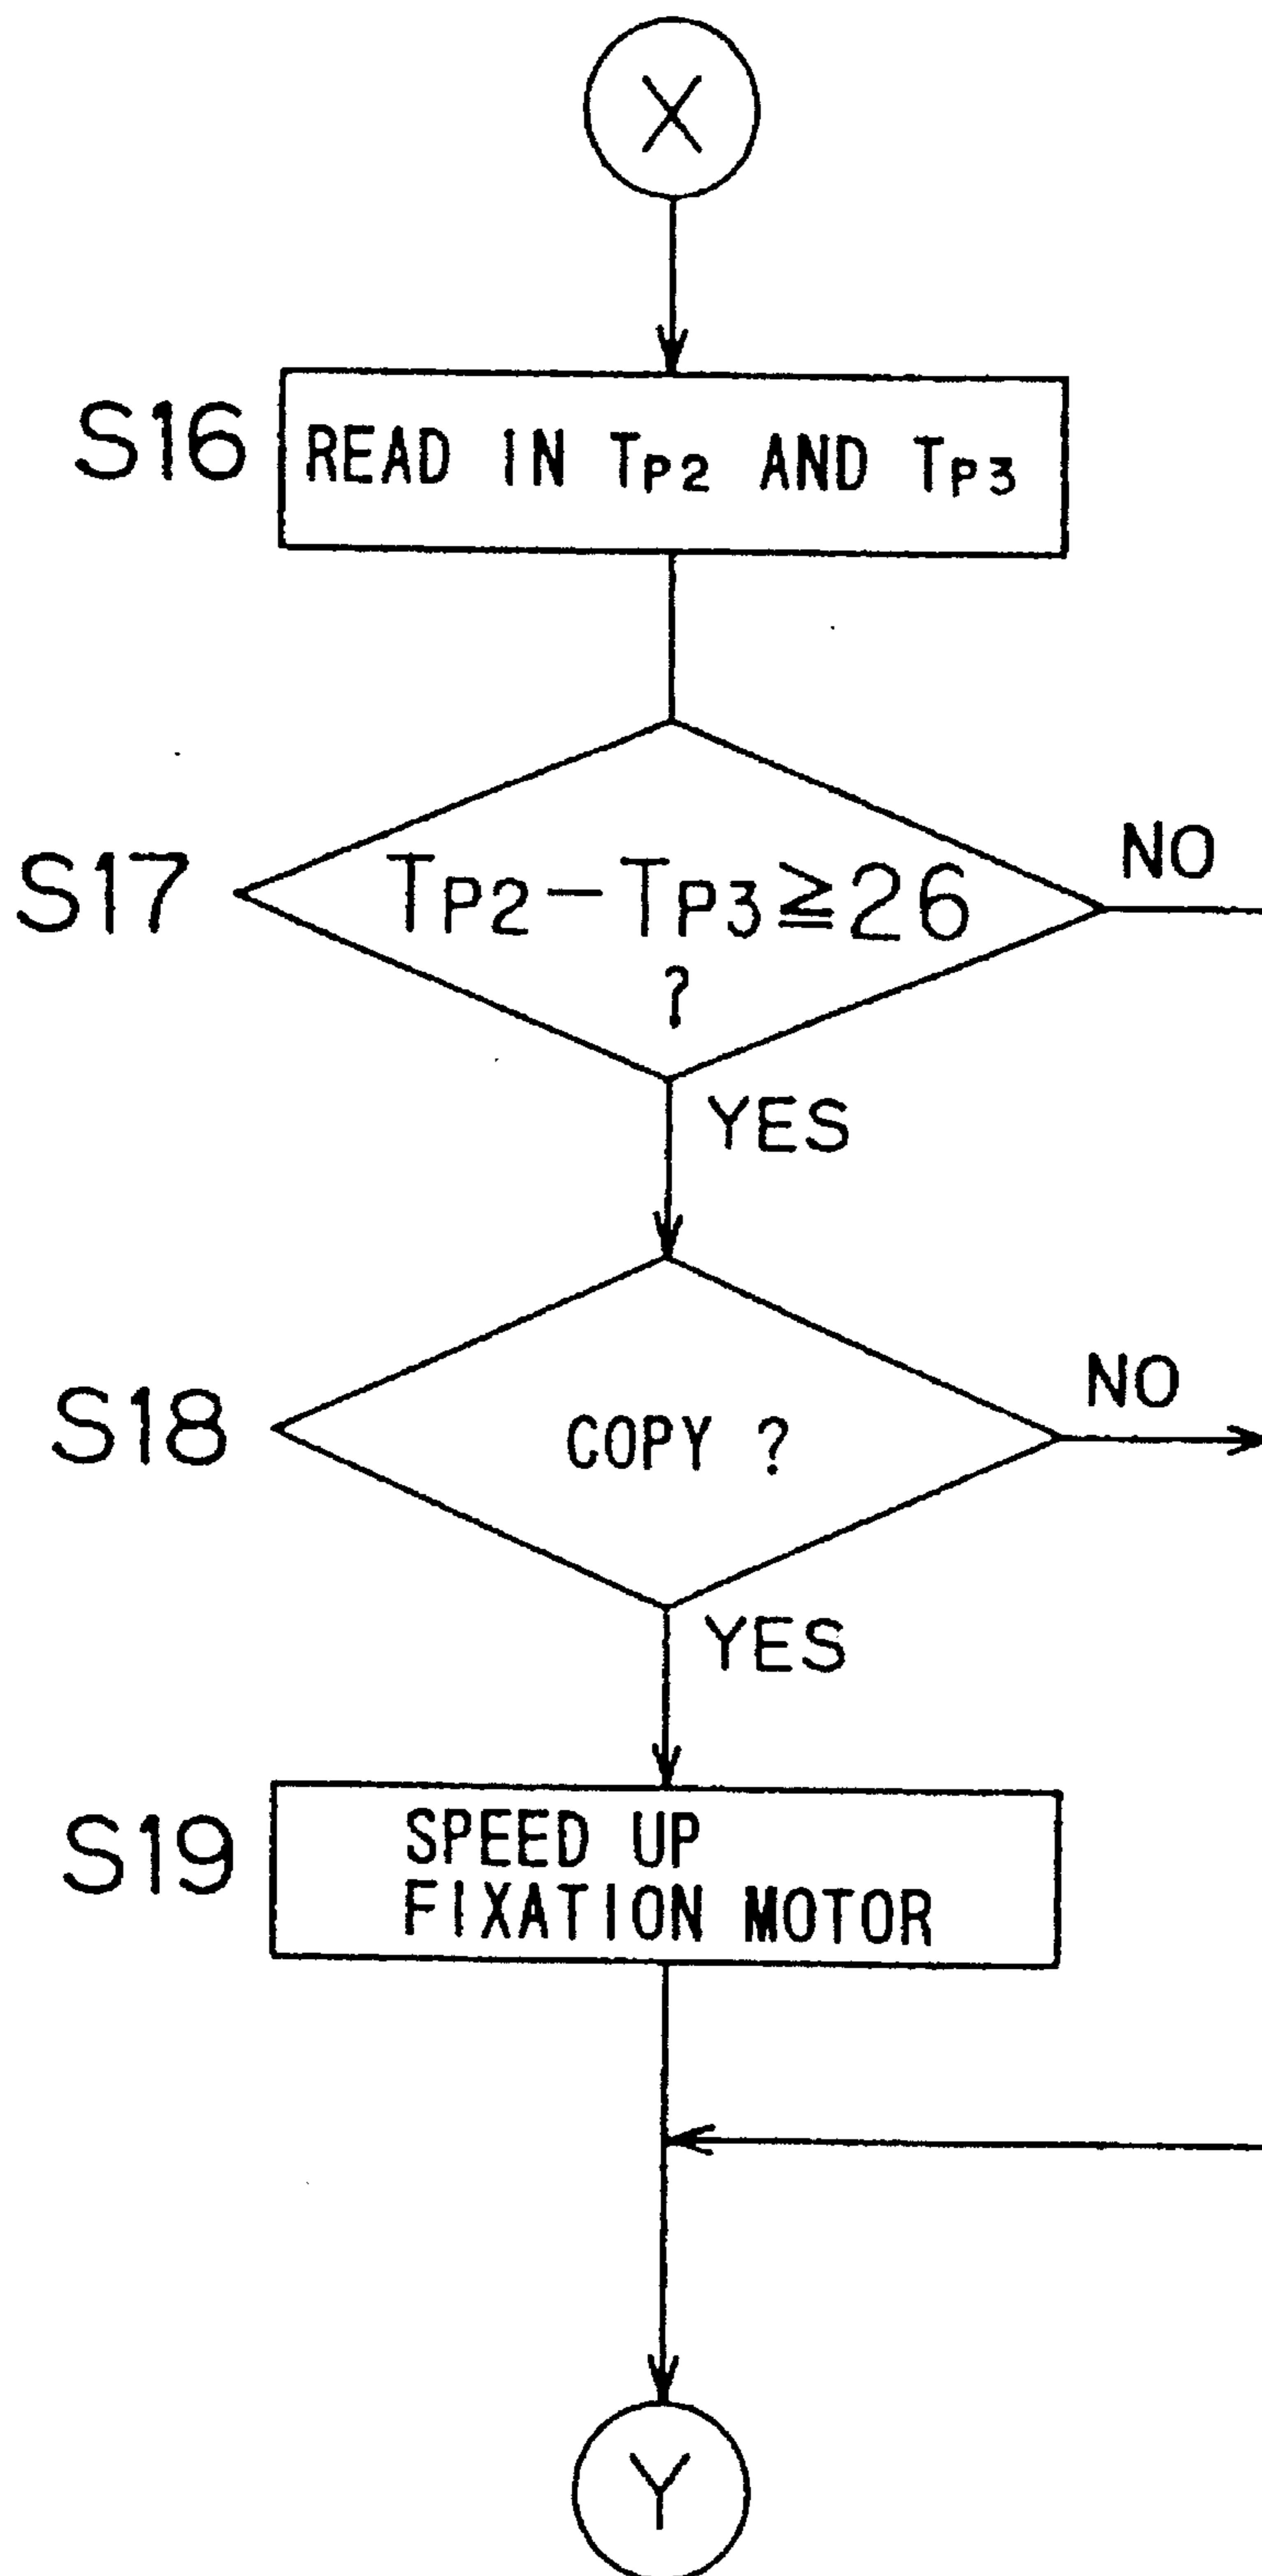 X
S16 READ IN TP2 AND TP3
S17 TP2-TP3≧26
?
NO
YES
S18 COPY ?
NO
YES
S19 SPEED UP
FIXATION MOTOR
Y